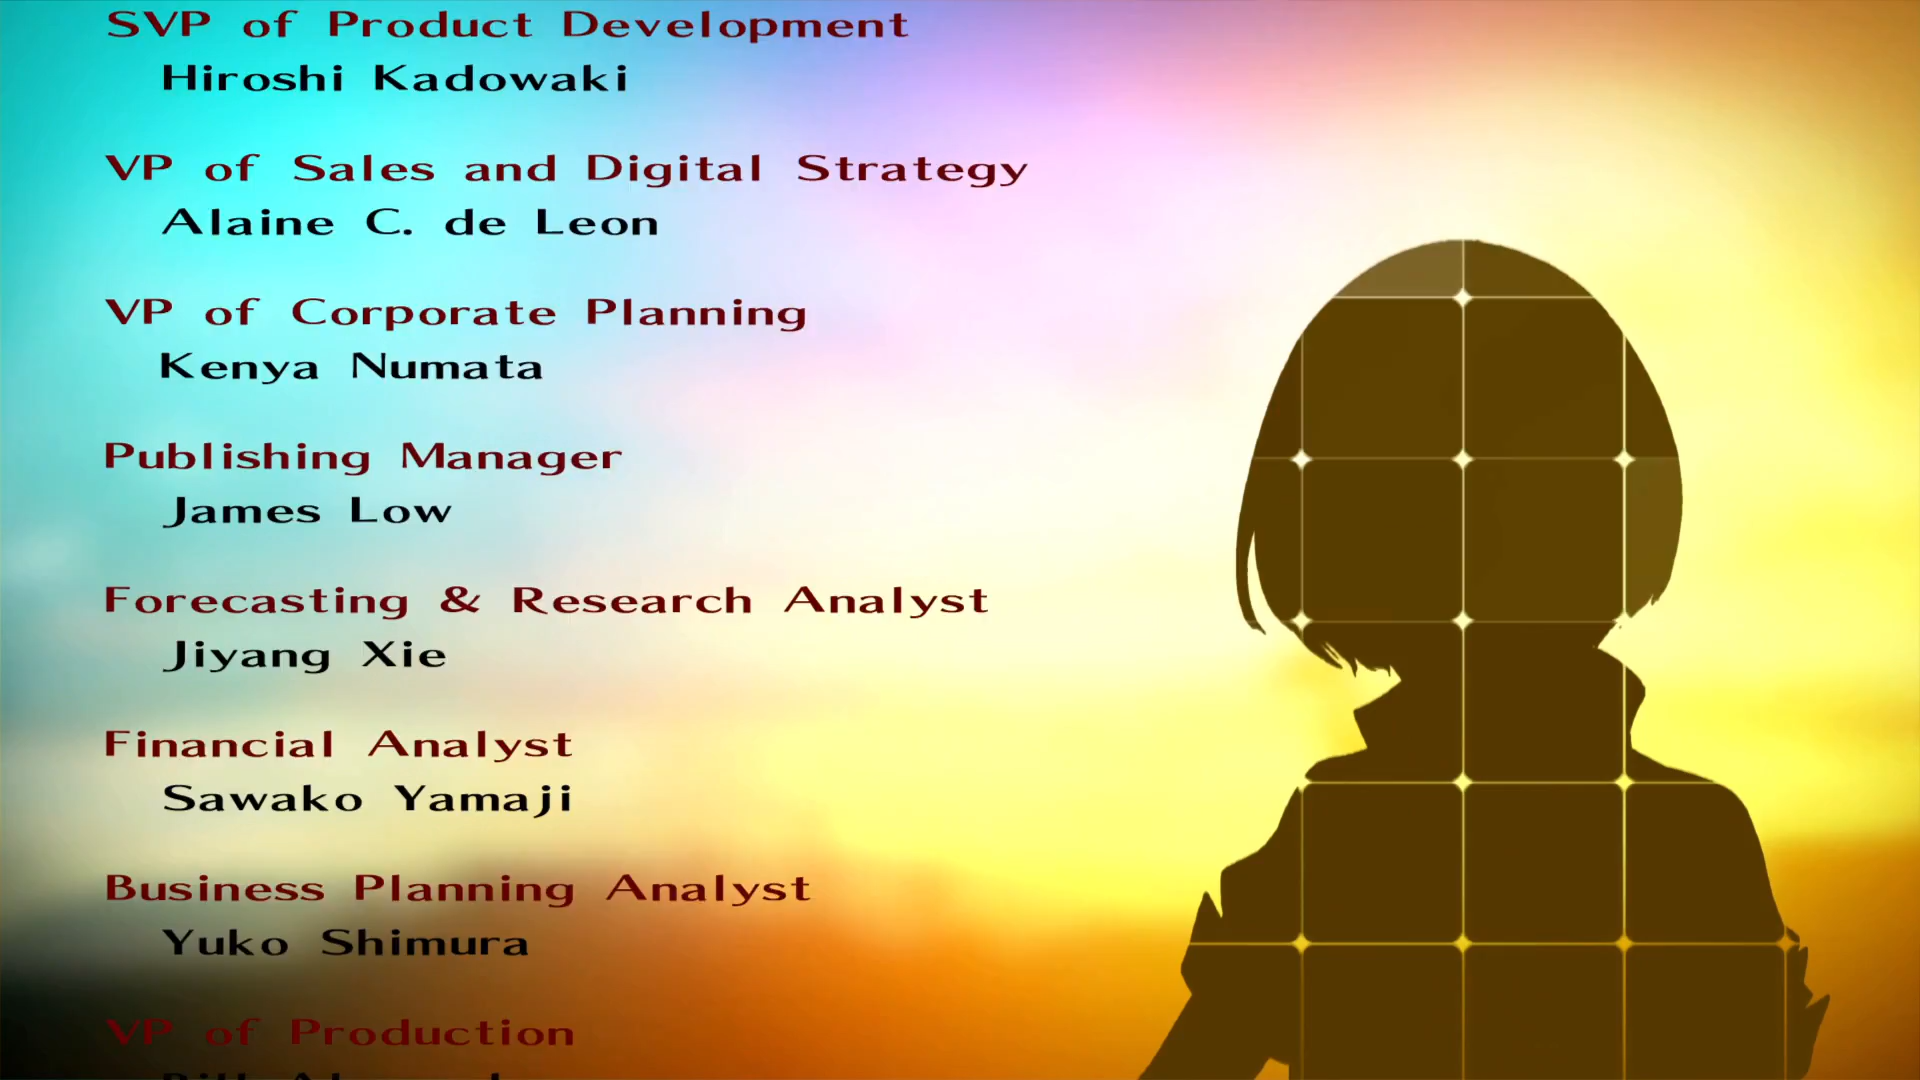 SVP of Product Development
Hiroshi Kadowaki
VP of Sales and Digital Strategy
Alaine C. de Leon
VP of Corporate Planning
Kenya Numata
Publishing Manager
James Low
Forecasting & Research Analyst
Jiyang Xie
Financial Analyst
Sawako Yamaji
Business Planning Analyst
Yuko Shimura
VP of Production